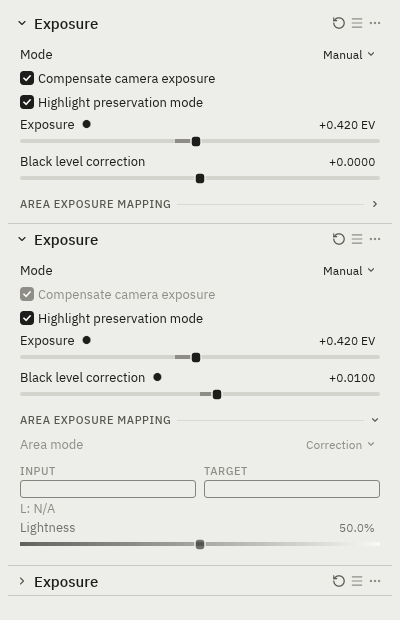 Exposure
Mode Manual
Compensate camera exposure
Highlight preservation mode
Exposure +0.420 EV
Black level correction +0.0000
AREA EXPOSURE MAPPING
Exposure
Mode Manual
Compensate camera exposure
Highlight preservation mode
Exposure +0.420 EV
Black level correction +0.0100
AREA EXPOSURE MAPPING
Area mode Correction
INPUT TARGET
L: N/A
Lightness 50.0%
Exposure